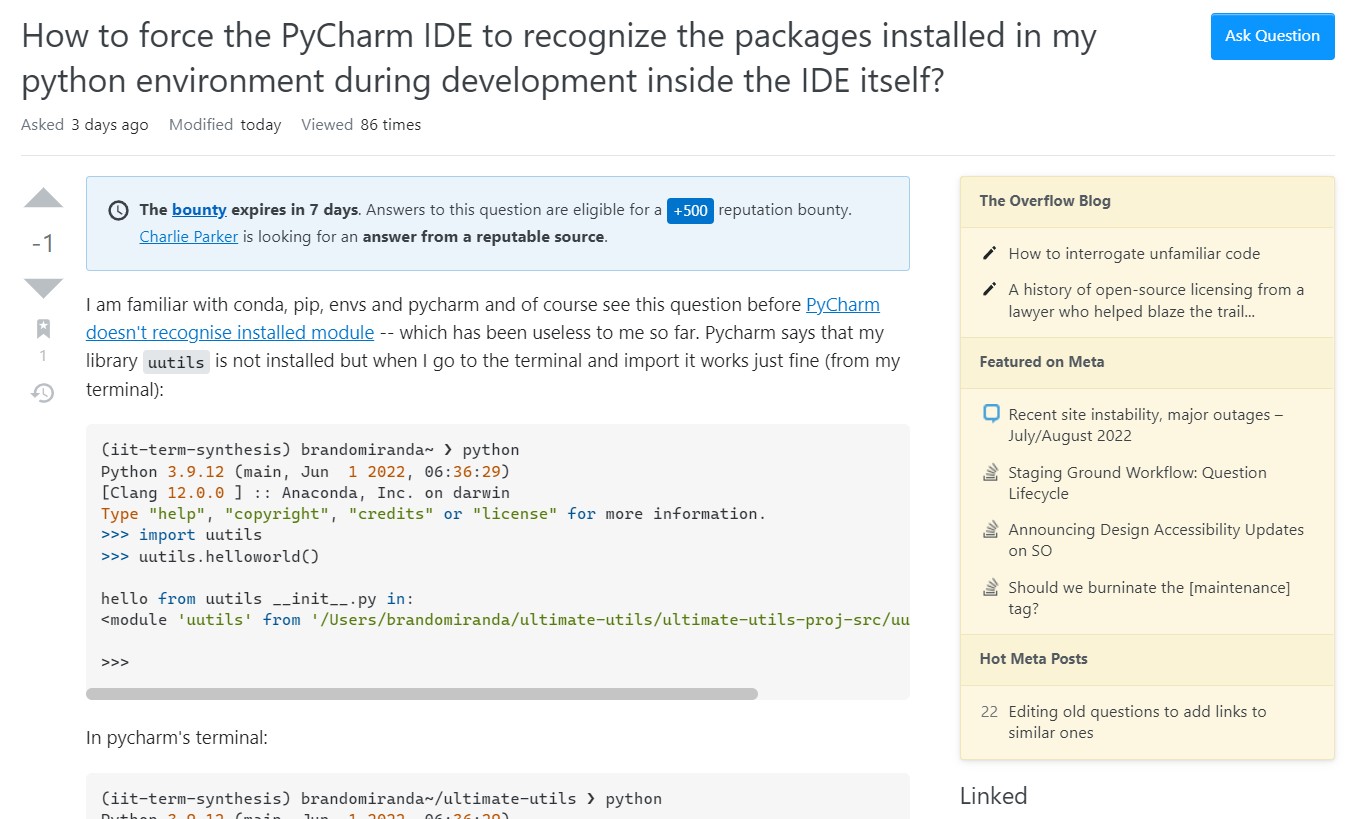 How to force the PyCharm IDE to recognize the packages installed in my
python environment during development inside the IDE itself?
Ask Question
Asked 3 days ago Modified today Viewed 86 times
-1
1
The bounty expires in 7 days. Answers to this question are eligible for a +500 reputation bounty.
Charlie Parker is looking for an answer from a reputable source.
I am familiar with conda, pip, envs and pycharm and of course see this question before PyCharm
doesn't recognise installed module -- which has been useless to me so far. Pycharm says that my
library uutils is not installed but when I go to the terminal and import it works just fine (from my
terminal):
(iit-term-synthesis) brandomiranda~ ❯ python
Python 3.9.12 (main, Jun  1 2022, 06:36:29)
[Clang 12.0.0 ] :: Anaconda, Inc. on darwin
Type "help", "copyright", "credits" or "license" for more information.
>>> import uutils
>>> uutils.helloworld()
hello from uutils __init__.py in:
<module 'uutils' from '/Users/brandomiranda/ultimate-utils/ultimate-utils-proj-src/uu
>>>
In pycharm's terminal:
(iit-term-synthesis) brandomiranda~/ultimate-utils ❯ python
Python 3.9.12 (main, Jun  1 2022, 06:36:29)
The Overflow Blog
How to interrogate unfamiliar code
A history of open-source licensing from a
lawyer who helped blaze the trail...
Featured on Meta
Recent site instability, major outages –
July/August 2022
Staging Ground Workflow: Question
Lifecycle
Announcing Design Accessibility Updates
on SO
Should we burninate the [maintenance]
tag?
Hot Meta Posts
22 Editing old questions to add links to
similar ones
Linked